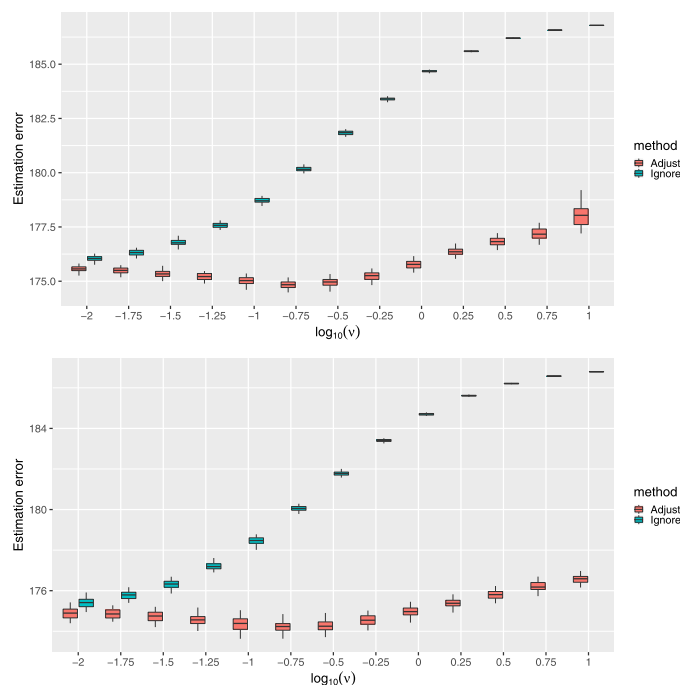 185.0
182.5
180.0
177.5
175.0
Estimation error
−2 −1.75 −1.5 −1.25 −1 −0.75 −0.5 −0.25 0 0.25 0.5 0.75 1
log10(ν)
method
Adjust
Ignore
184
180
176
Estimation error
−2 −1.75 −1.5 −1.25 −1 −0.75 −0.5 −0.25 0 0.25 0.5 0.75 1
log10(ν)
method
Adjust
Ignore